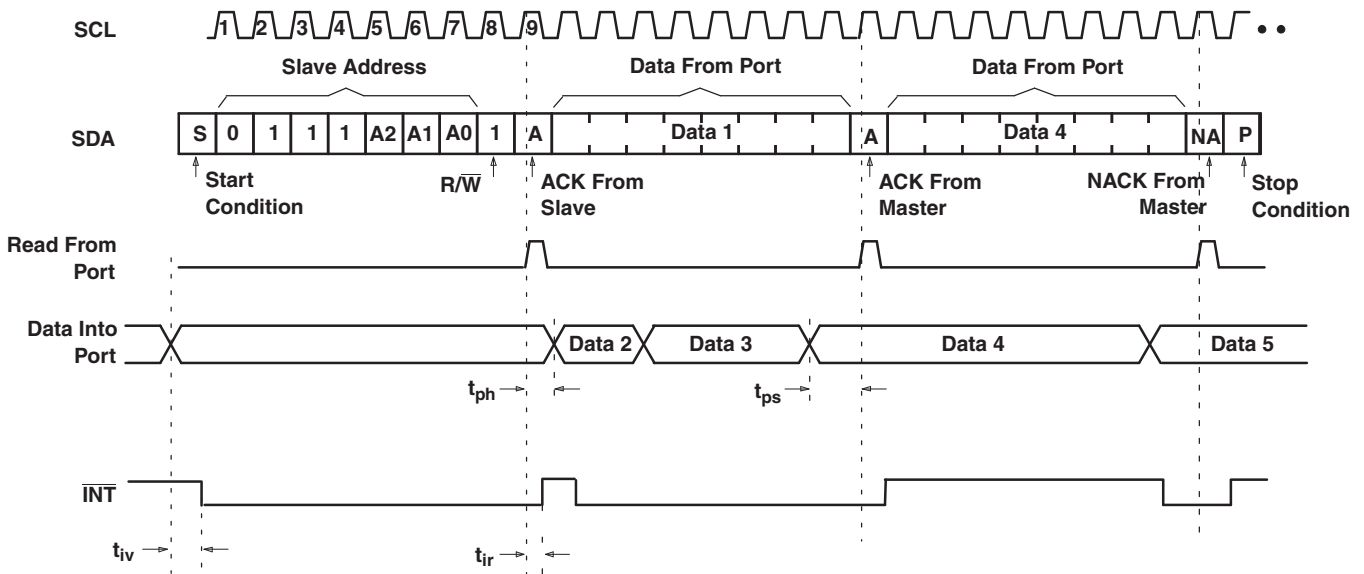 SCL
1 2 3 4 5 6 7 8 9
Slave Address
Data From Port
Data From Port
SDA
S 0 1 1 1 A2 A1 A0 1 A Data 1 A Data 4 NA P
Start
Condition
R/W̅
ACK From
Slave
ACK From
Master
NACK From
Master
Stop
Condition
Read From
Port
Data Into
Port
Data 2 Data 3 Data 4 Data 5
tph
tps
I̅N̅T̅
tiv
tir